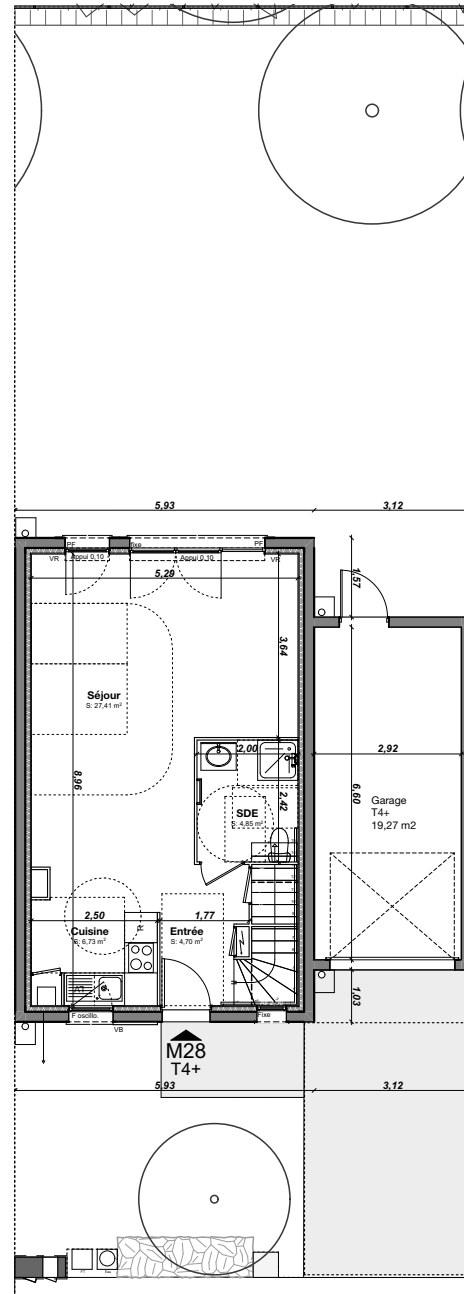 5,93
3,12
PF
fixe
PF
VR
Appui 0,10
Appui 0,10
VR
5,29
1,57
3,64
Séjour
S: 27,41 m²
2,00
2,92
8,96
2,42
6,60
SDE
S: 4,85 m²
Garage
T4+
19,27 m2
2,50
1,77
R
Cuisine
S: 6,73 m²
Entrée
S: 4,70 m²
LV
F oscillo.
Fixe
VB
1,03
M28
T4+
5,93
3,12